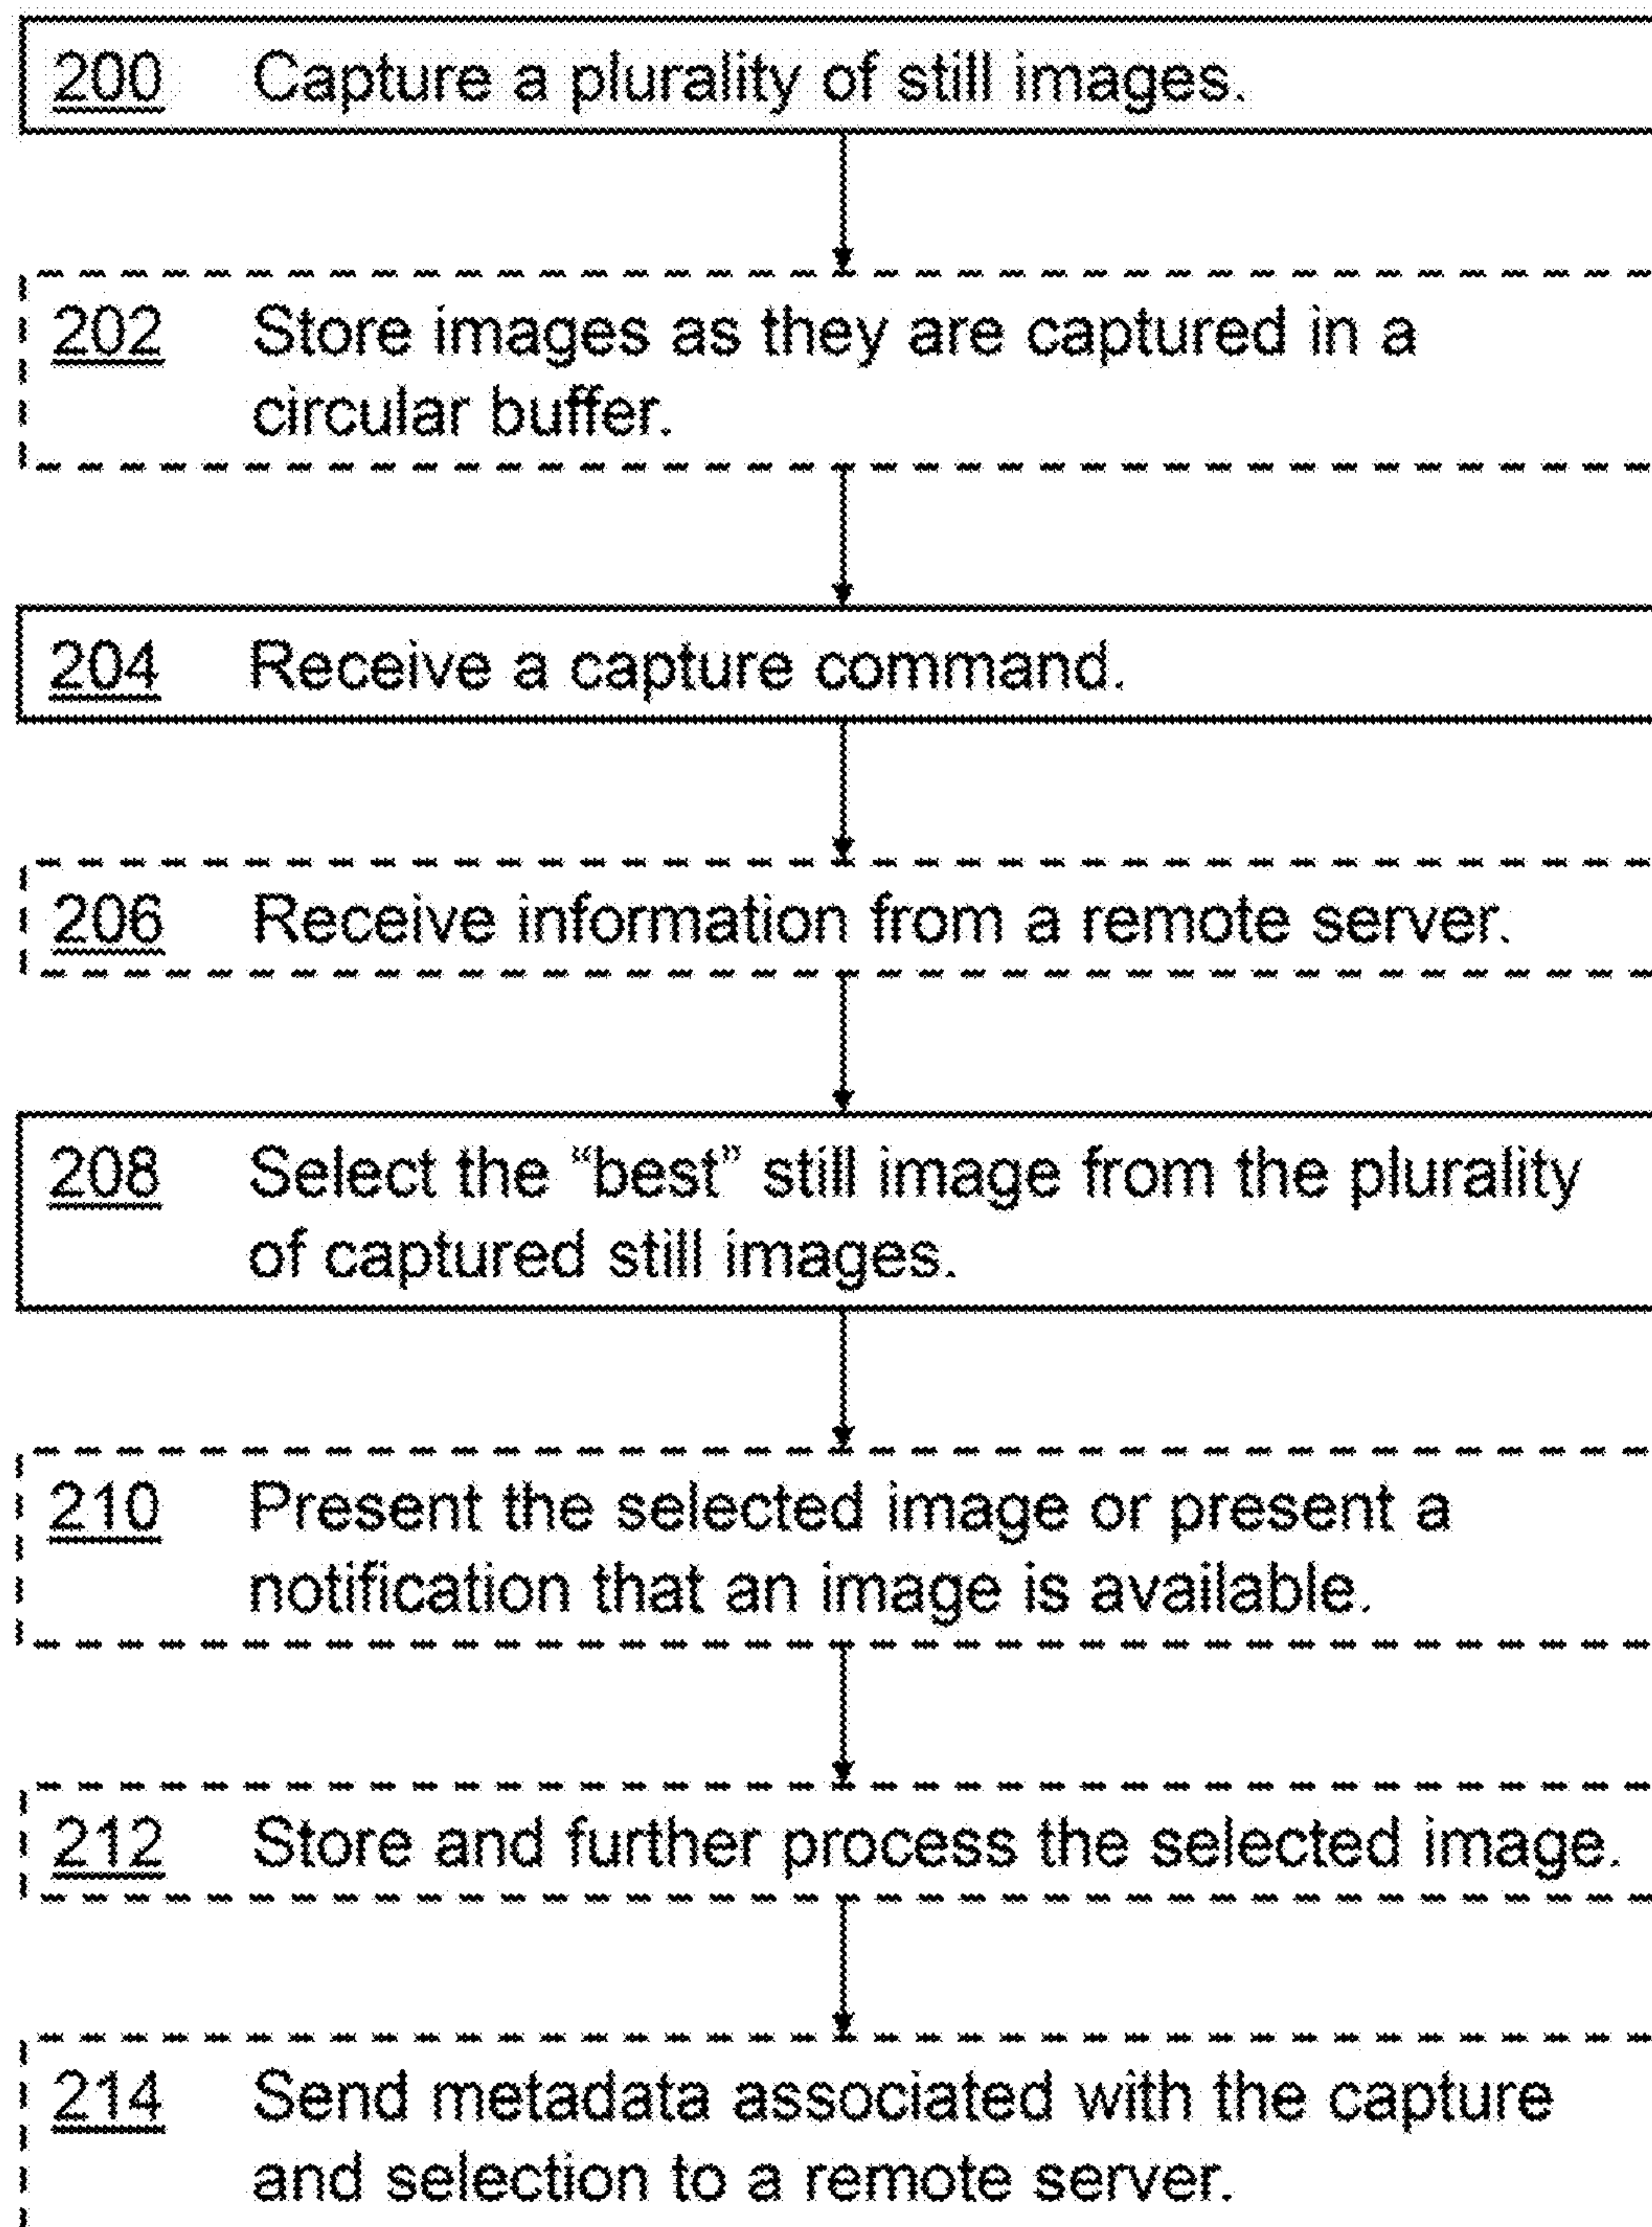 200 Capture a plurality of still images.
202 Store images as they are captured in a
circular buffer.
204 Receive a capture command.
206 Receive information from a remote server.
208 Select the “best” still image from the plurality
of captured still images.
210 Present the selected image or present a
notification that an image is available.
212 Store and further process the selected image.
214 Send metadata associated with the capture
and selection to a remote server.